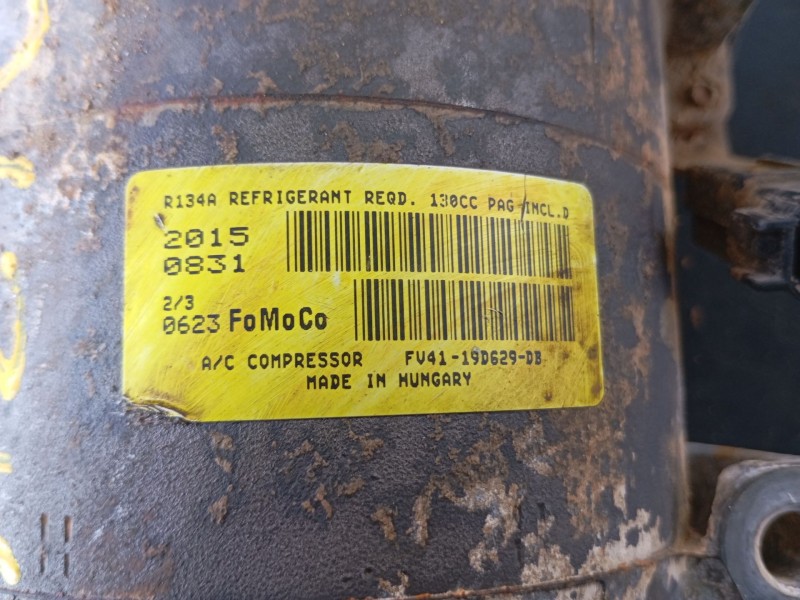 R134A REFRIGERANT REQD. 130CC PAG INCL.D
2015
0831
2/3
0623 FoMoCo
A/C COMPRESSOR FV41-19D629-DB
MADE IN HUNGARY